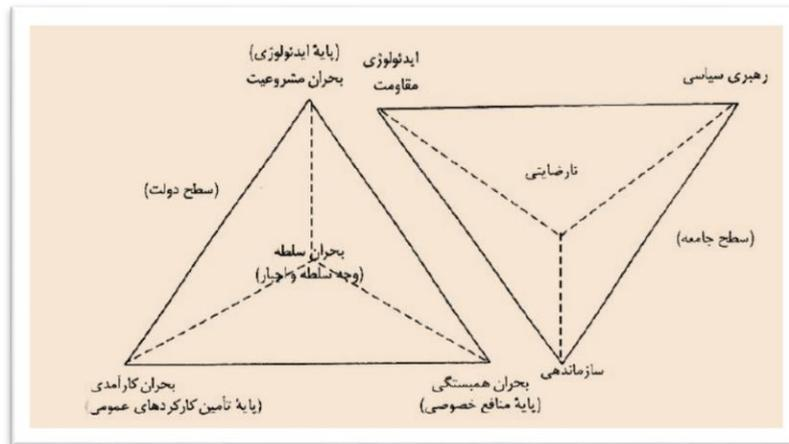 (پایهٔ ایدئولوژی)
بحران مشروعیت
ایدئولوژی
مقاومت
رهبری سیاسی
(سطح دولت)
نارضایتی
(سطح جامعه)
بحران سلطه
(وجه سلطه و اجبار)
بحران کارآمدی
(پایهٔ تأمین کارکردهای عمومی)
بحران همبستگی
(پایهٔ منافع خصوصی)
سازماندهی